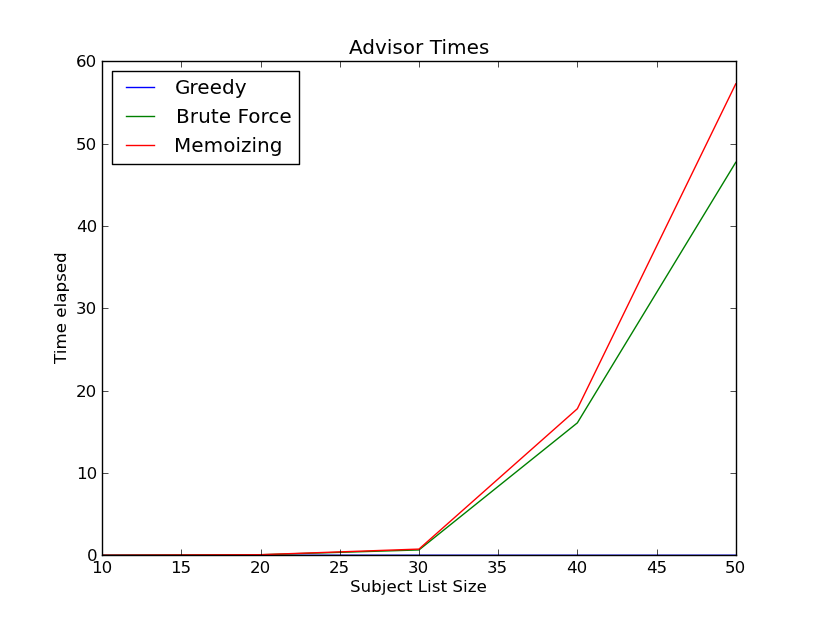 Advisor Times
Greedy
Brute Force
Memoizing
60
50
40
30
20
10
0
Time elapsed
10 15 20 25 30 35 40 45 50
Subject List Size